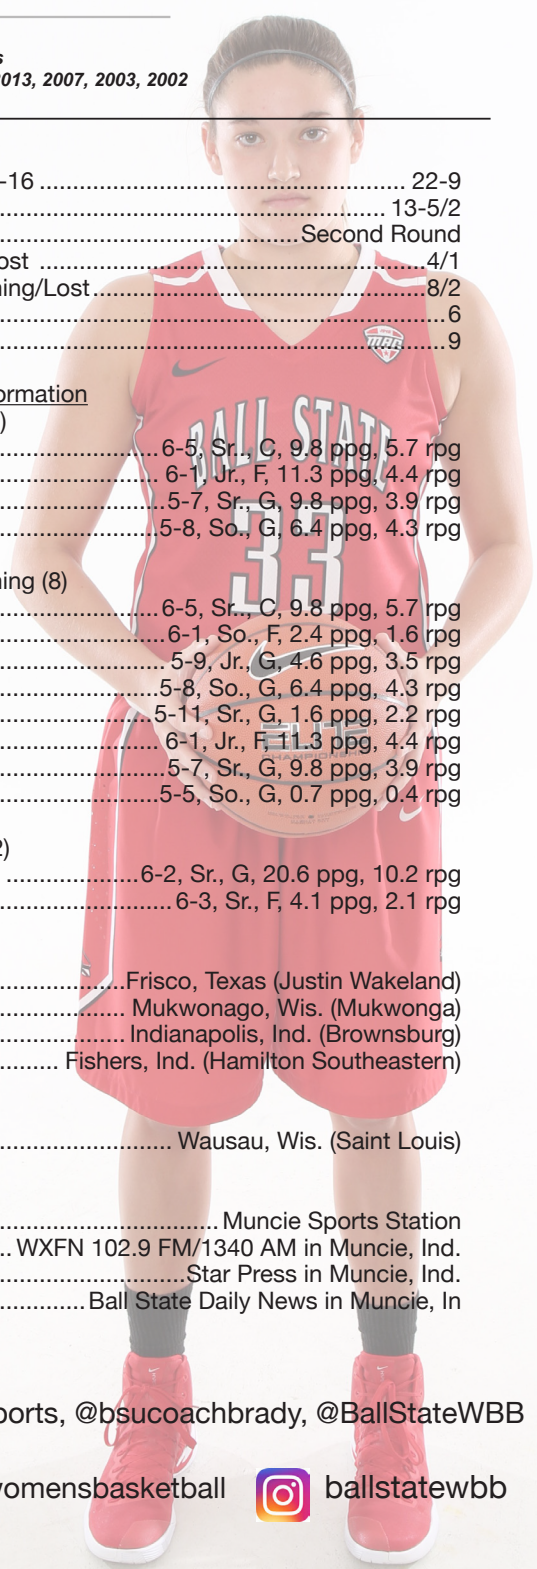 s
2013, 2007, 2003, 2002
-16 ........................................................ 22-9
........................................................... 13-5/2
..............................................Second Round
ost ...........................................................4/1
ning/Lost...................................................8/2
.....................................................................6
.....................................................................9
ormation
)
........................6-5, Sr., C, 9.8 ppg, 5.7 rpg
........................ 6-1, Jr., F, 11.3 ppg, 4.4 rpg
.........................5-7, Sr., G, 9.8 ppg, 3.9 rpg
........................5-8, So., G, 6.4 ppg, 4.3 rpg
ning (8)
........................6-5, Sr., C, 9.8 ppg, 5.7 rpg
.........................6-1, So., F, 2.4 ppg, 1.6 rpg
..........................5-9, Jr., G, 4.6 ppg, 3.5 rpg
........................5-8, So., G, 6.4 ppg, 4.3 rpg
.......................5-11, Sr., G, 1.6 ppg, 2.2 rpg
........................ 6-1, Jr., F, 11.3 ppg, 4.4 rpg
.........................5-7, Sr., G, 9.8 ppg, 3.9 rpg
........................5-5, So., G, 0.7 ppg, 0.4 rpg
2)
....................6-2, Sr., G, 20.6 ppg, 10.2 rpg
.......................... 6-3, Sr., F, 4.1 ppg, 2.1 rpg
...................Frisco, Texas (Justin Wakeland)
................... Mukwonago, Wis. (Mukwonga)
................... Indianapolis, Ind. (Brownsburg)
......... Fishers, Ind. (Hamilton Southeastern)
.......................... Wausau, Wis. (Saint Louis)
................................. Muncie Sports Station
.. WXFN 102.9 FM/1340 AM in Muncie, Ind.
............................Star Press in Muncie, Ind.
.............Ball State Daily News in Muncie, In
ports, @bsucoachbrady, @BallStateWBB
womensbasketball ballstatewbb
BALL STATE
33
MAC
ELITE
CHAMPIONSHIP